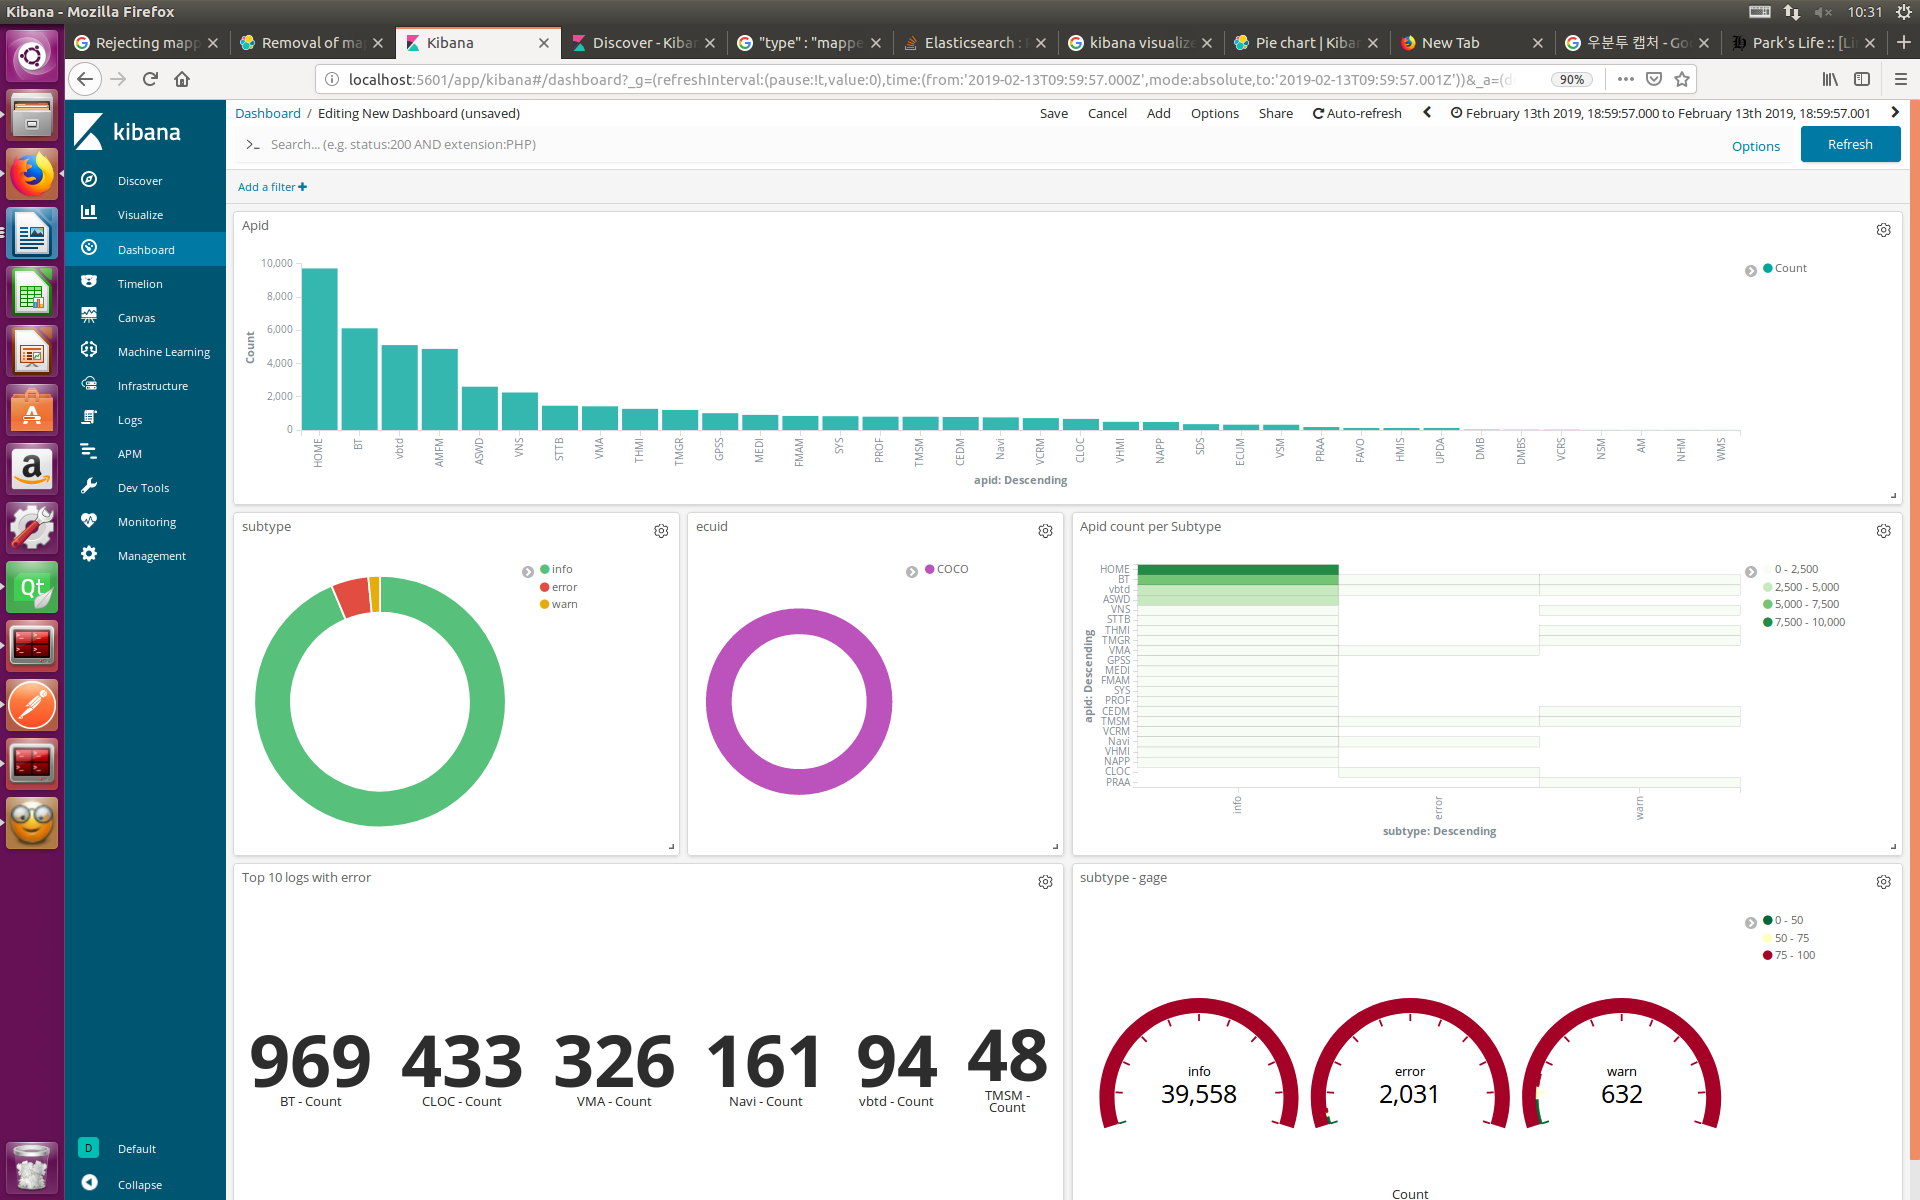 Kibana - Mozilla Firefox
10:31
Rejecting mapp
Removal of ma
Kibana
Discover - Kiban
"type" : "mappe
Elasticsearch :
kibana visualize
Pie chart | Kibar
New Tab
우분투 캡처 - Go
Park's Life :: [Li
localhost:5601/app/kibana#/dashboard?_g=(refreshInterval:(pause:!t,value:0),time:(from:'2019-02-13T09:59:57.000Z',mode:absolute,to:'2019-02-13T09:59:57.001Z'))&_a=(d
90%
kibana
Discover
Visualize
Dashboard
Timelion
Canvas
Machine Learning
Infrastructure
Logs
APM
Dev Tools
Monitoring
Management
D Default
Collapse
Dashboard / Editing New Dashboard (unsaved)
Save Cancel Add Options Share Auto-refresh February 13th 2019, 18:59:57.000 to February 13th 2019, 18:59:57.001
>_ Search... (e.g. status:200 AND extension:PHP)
Options Refresh
Add a filter +
Apid
Count
10,000
8,000
6,000
4,000
2,000
0
Count
HOME BT vbtd AMFM ASWD VNS STTB VMA THMI TMGR GPSS MEDI FMAM SYS PROF TMSM CEDM Navi VCRM CLOC VHMI NAPP SDS ECUM VSM PRAA FAVO HMIS UPDA DMB DMBS VCRS NSM AM NHM WMS
apid: Descending
subtype
info
error
warn
ecuid
COCO
Apid count per Subtype
HOME
BT
vbtd
ASWD
VNS
STTB
THMI
TMGR
VMA
GPSS
MEDI
FMAM
SYS
PROF
CEDM
TMSM
VCRM
Navi
VHMI
NAPP
CLOC
PRAA
apid: Descending
info error warn
subtype: Descending
0 - 2,500
2,500 - 5,000
5,000 - 7,500
7,500 - 10,000
Top 10 logs with error
969 433 326 161 94 48
BT - Count CLOC - Count VMA - Count Navi - Count vbtd - Count TMSM -
Count
subtype - gage
0 - 50
50 - 75
75 - 100
info error warn
39,558 2,031 632
Count